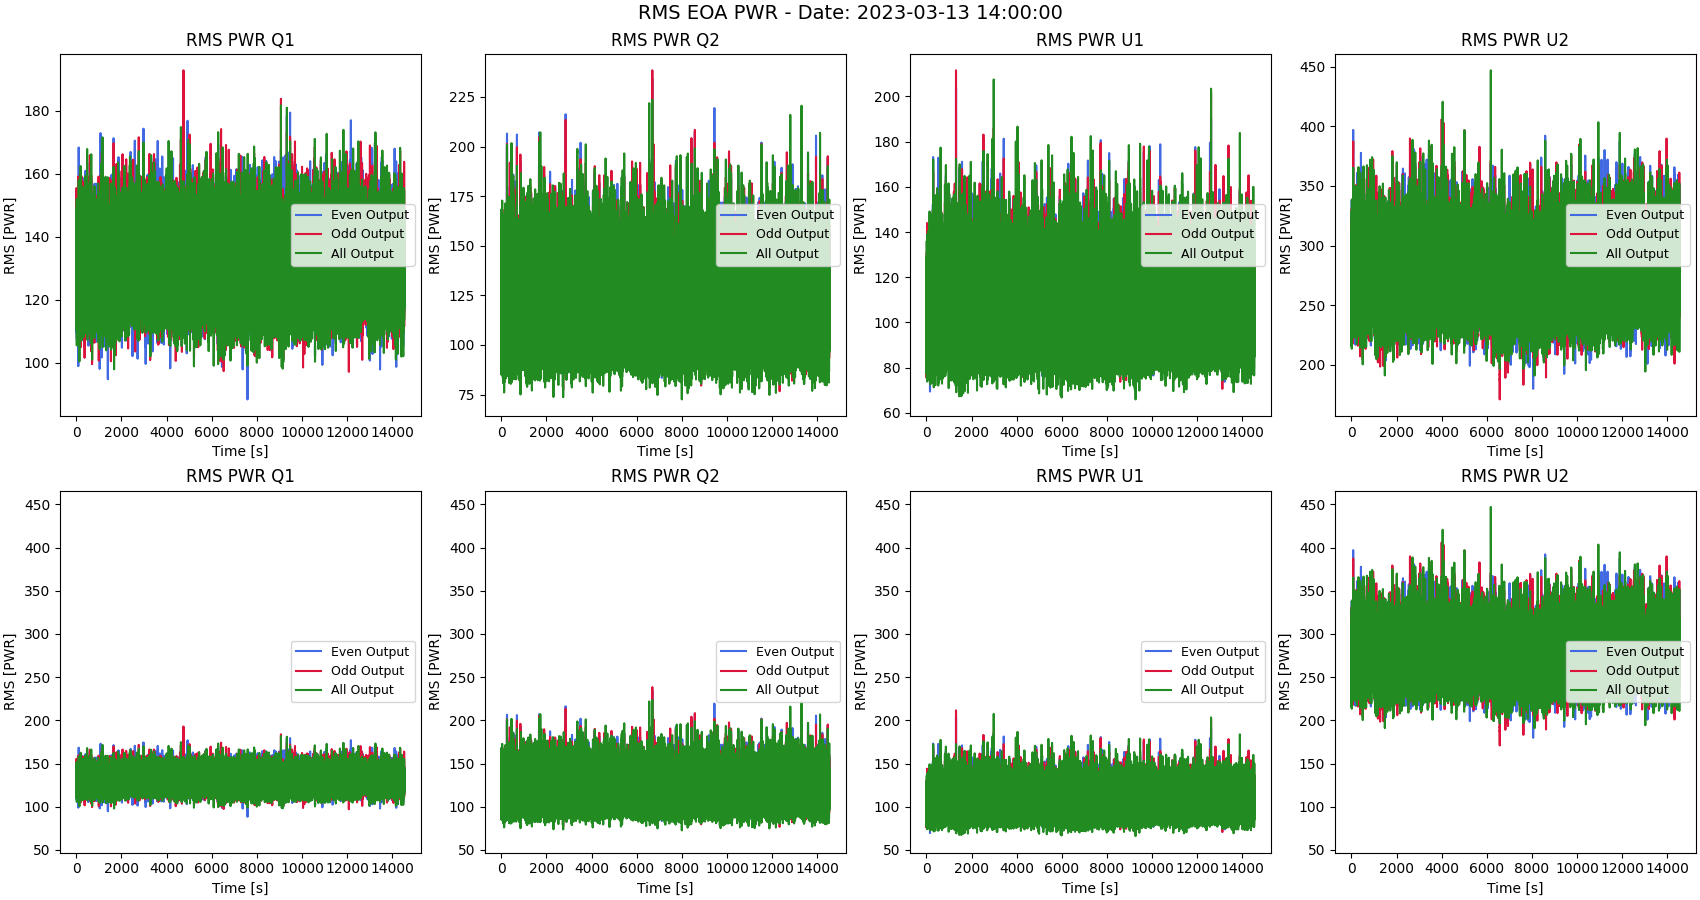 RMS EOA PWR - Date: 2023-03-13 14:00:00
RMS PWR Q1
RMS [PWR]
180
160
140
120
100
Even Output
Odd Output
All Output
0 2000 4000 6000 8000 10000 12000 14000
Time [s]
RMS PWR Q2
RMS [PWR]
225
200
175
150
125
100
75
Even Output
Odd Output
All Output
0 2000 4000 6000 8000 10000 12000 14000
Time [s]
RMS PWR U1
RMS [PWR]
200
180
160
140
120
100
80
60
Even Output
Odd Output
All Output
0 2000 4000 6000 8000 10000 12000 14000
Time [s]
RMS PWR U2
RMS [PWR]
450
400
350
300
250
200
Even Output
Odd Output
All Output
0 2000 4000 6000 8000 10000 12000 14000
Time [s]
RMS PWR Q1
RMS [PWR]
450
400
350
300
250
200
150
100
50
Even Output
Odd Output
All Output
0 2000 4000 6000 8000 10000 12000 14000
Time [s]
RMS PWR Q2
RMS [PWR]
450
400
350
300
250
200
150
100
50
Even Output
Odd Output
All Output
0 2000 4000 6000 8000 10000 12000 14000
Time [s]
RMS PWR U1
RMS [PWR]
450
400
350
300
250
200
150
100
50
Even Output
Odd Output
All Output
0 2000 4000 6000 8000 10000 12000 14000
Time [s]
RMS PWR U2
RMS [PWR]
450
400
350
300
250
200
150
100
50
Even Output
Odd Output
All Output
0 2000 4000 6000 8000 10000 12000 14000
Time [s]